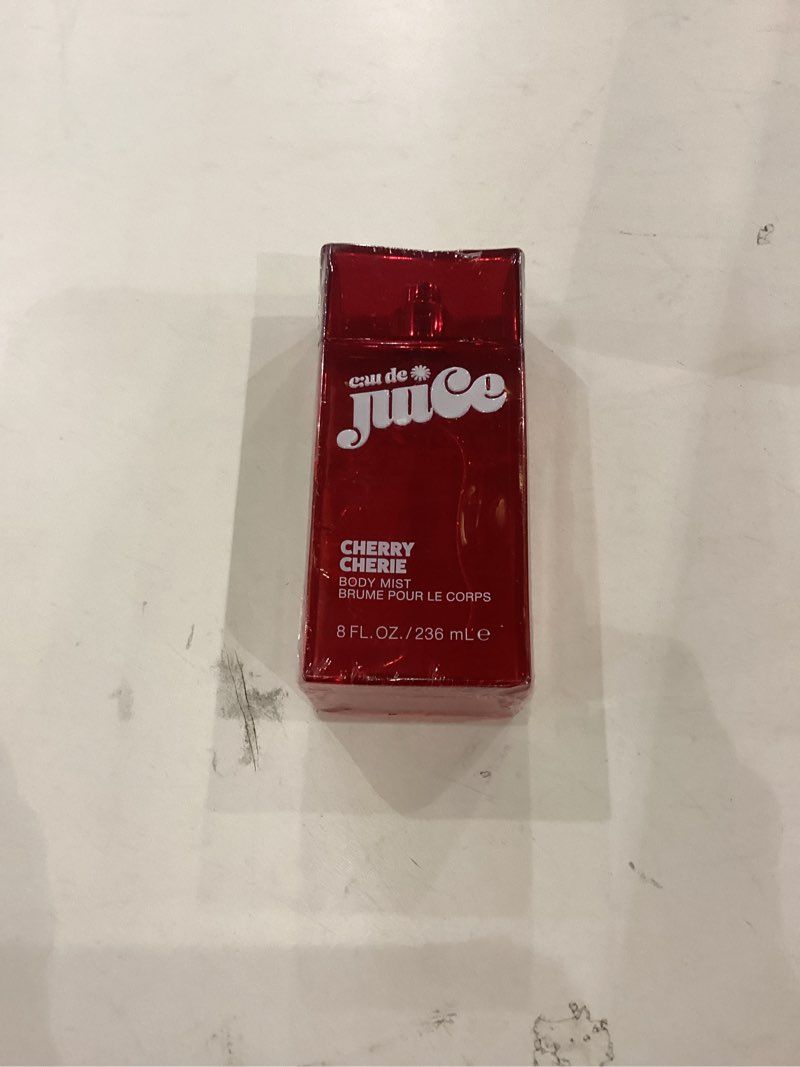 eau de
juice
CHERRY
CHERIE
BODY MIST
BRUME POUR LE CORPS
8 FL. OZ. / 236 mL ℮